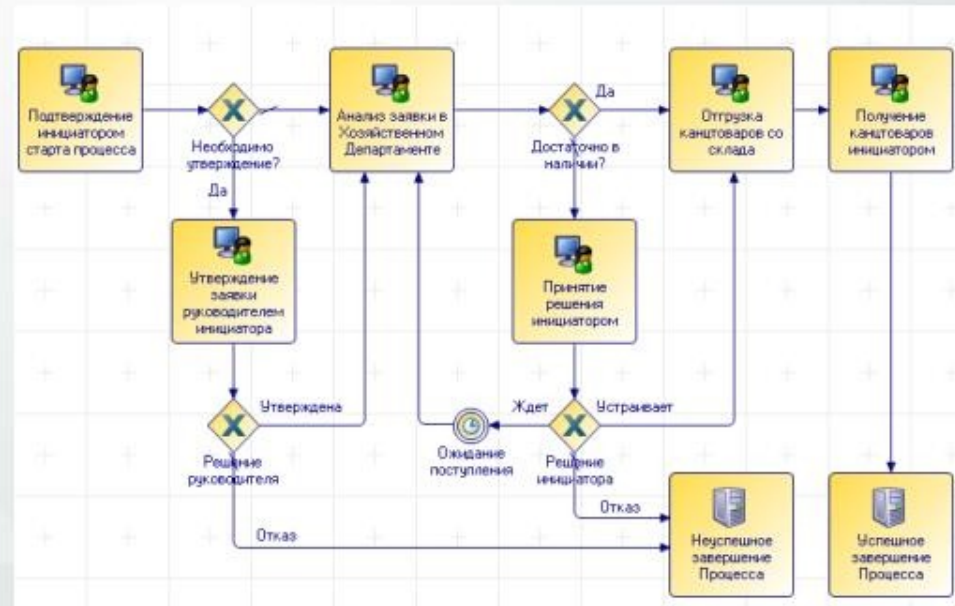 Подтверждение
инициатором
старта процесса
Необходимо
утверждение?
Да
Анализ заявки в
Хозяйственном
Департаменте
Достаточно в
наличии?
Да
Отгрузка
канцтоваров со
склада
Получение
канцтоваров
инициатором
Утверждение
заявки
руководителем
инициатора
Принятие
решения
инициатором
Утверждена
Решение
руководителя
Отказ
Ждет
Ожидание
поступления
Устраивает
Решение
инициатора
Отказ
Неуспешное
завершение
Процесса
Успешное
завершение
Процесса